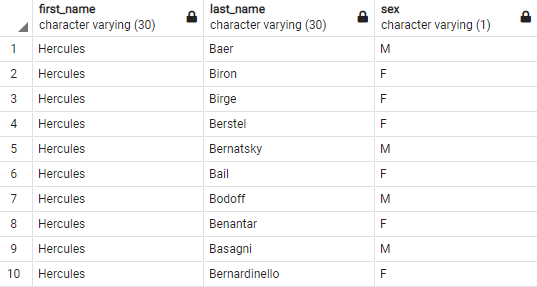 first_name last_name sex
character varying (30) character varying (30) character varying (1)
1 Hercules Baer M
2 Hercules Biron F
3 Hercules Birge F
4 Hercules Berstel F
5 Hercules Bernatsky M
6 Hercules Bail F
7 Hercules Bodoff M
8 Hercules Benantar F
9 Hercules Basagni M
10 Hercules Bernardinello F